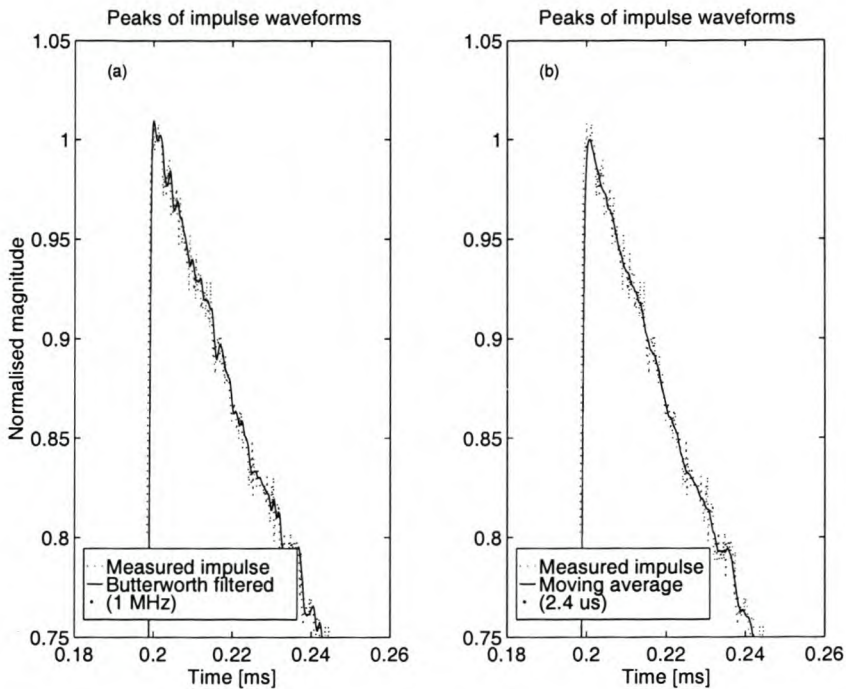 Peaks of impulse waveforms
(a)
Normalised magnitude
1.05
1
0.95
0.9
0.85
0.8
0.75
Measured impulse
Butterworth filtered
(1 MHz)
0.18
0.2
0.22
0.24
0.26
Time [ms]
Peaks of impulse waveforms
(b)
1.05
1
0.95
0.9
0.85
0.8
0.75
Measured impulse
Moving average
(2.4 us)
0.18
0.2
0.22
0.24
0.26
Time [ms]